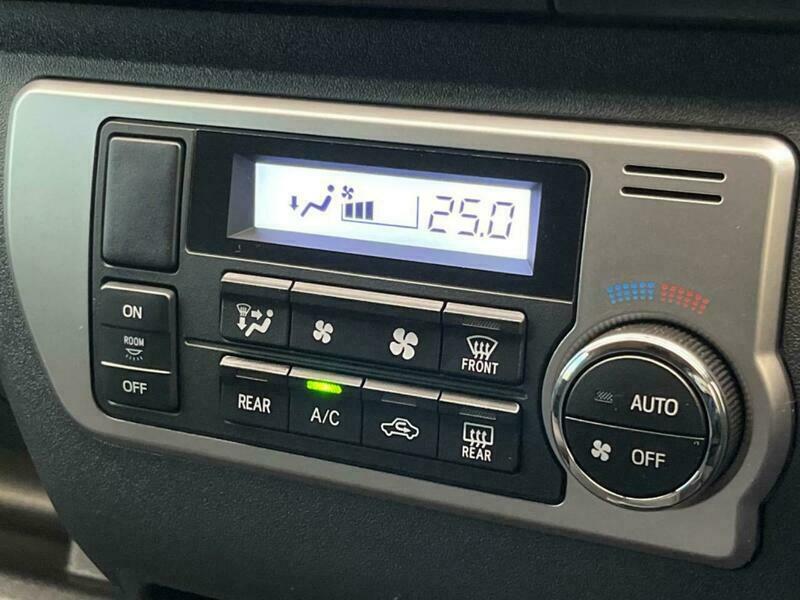 25.0
ON
ROOM
OFF
FRONT
REAR
A/C
REAR
AUTO
OFF